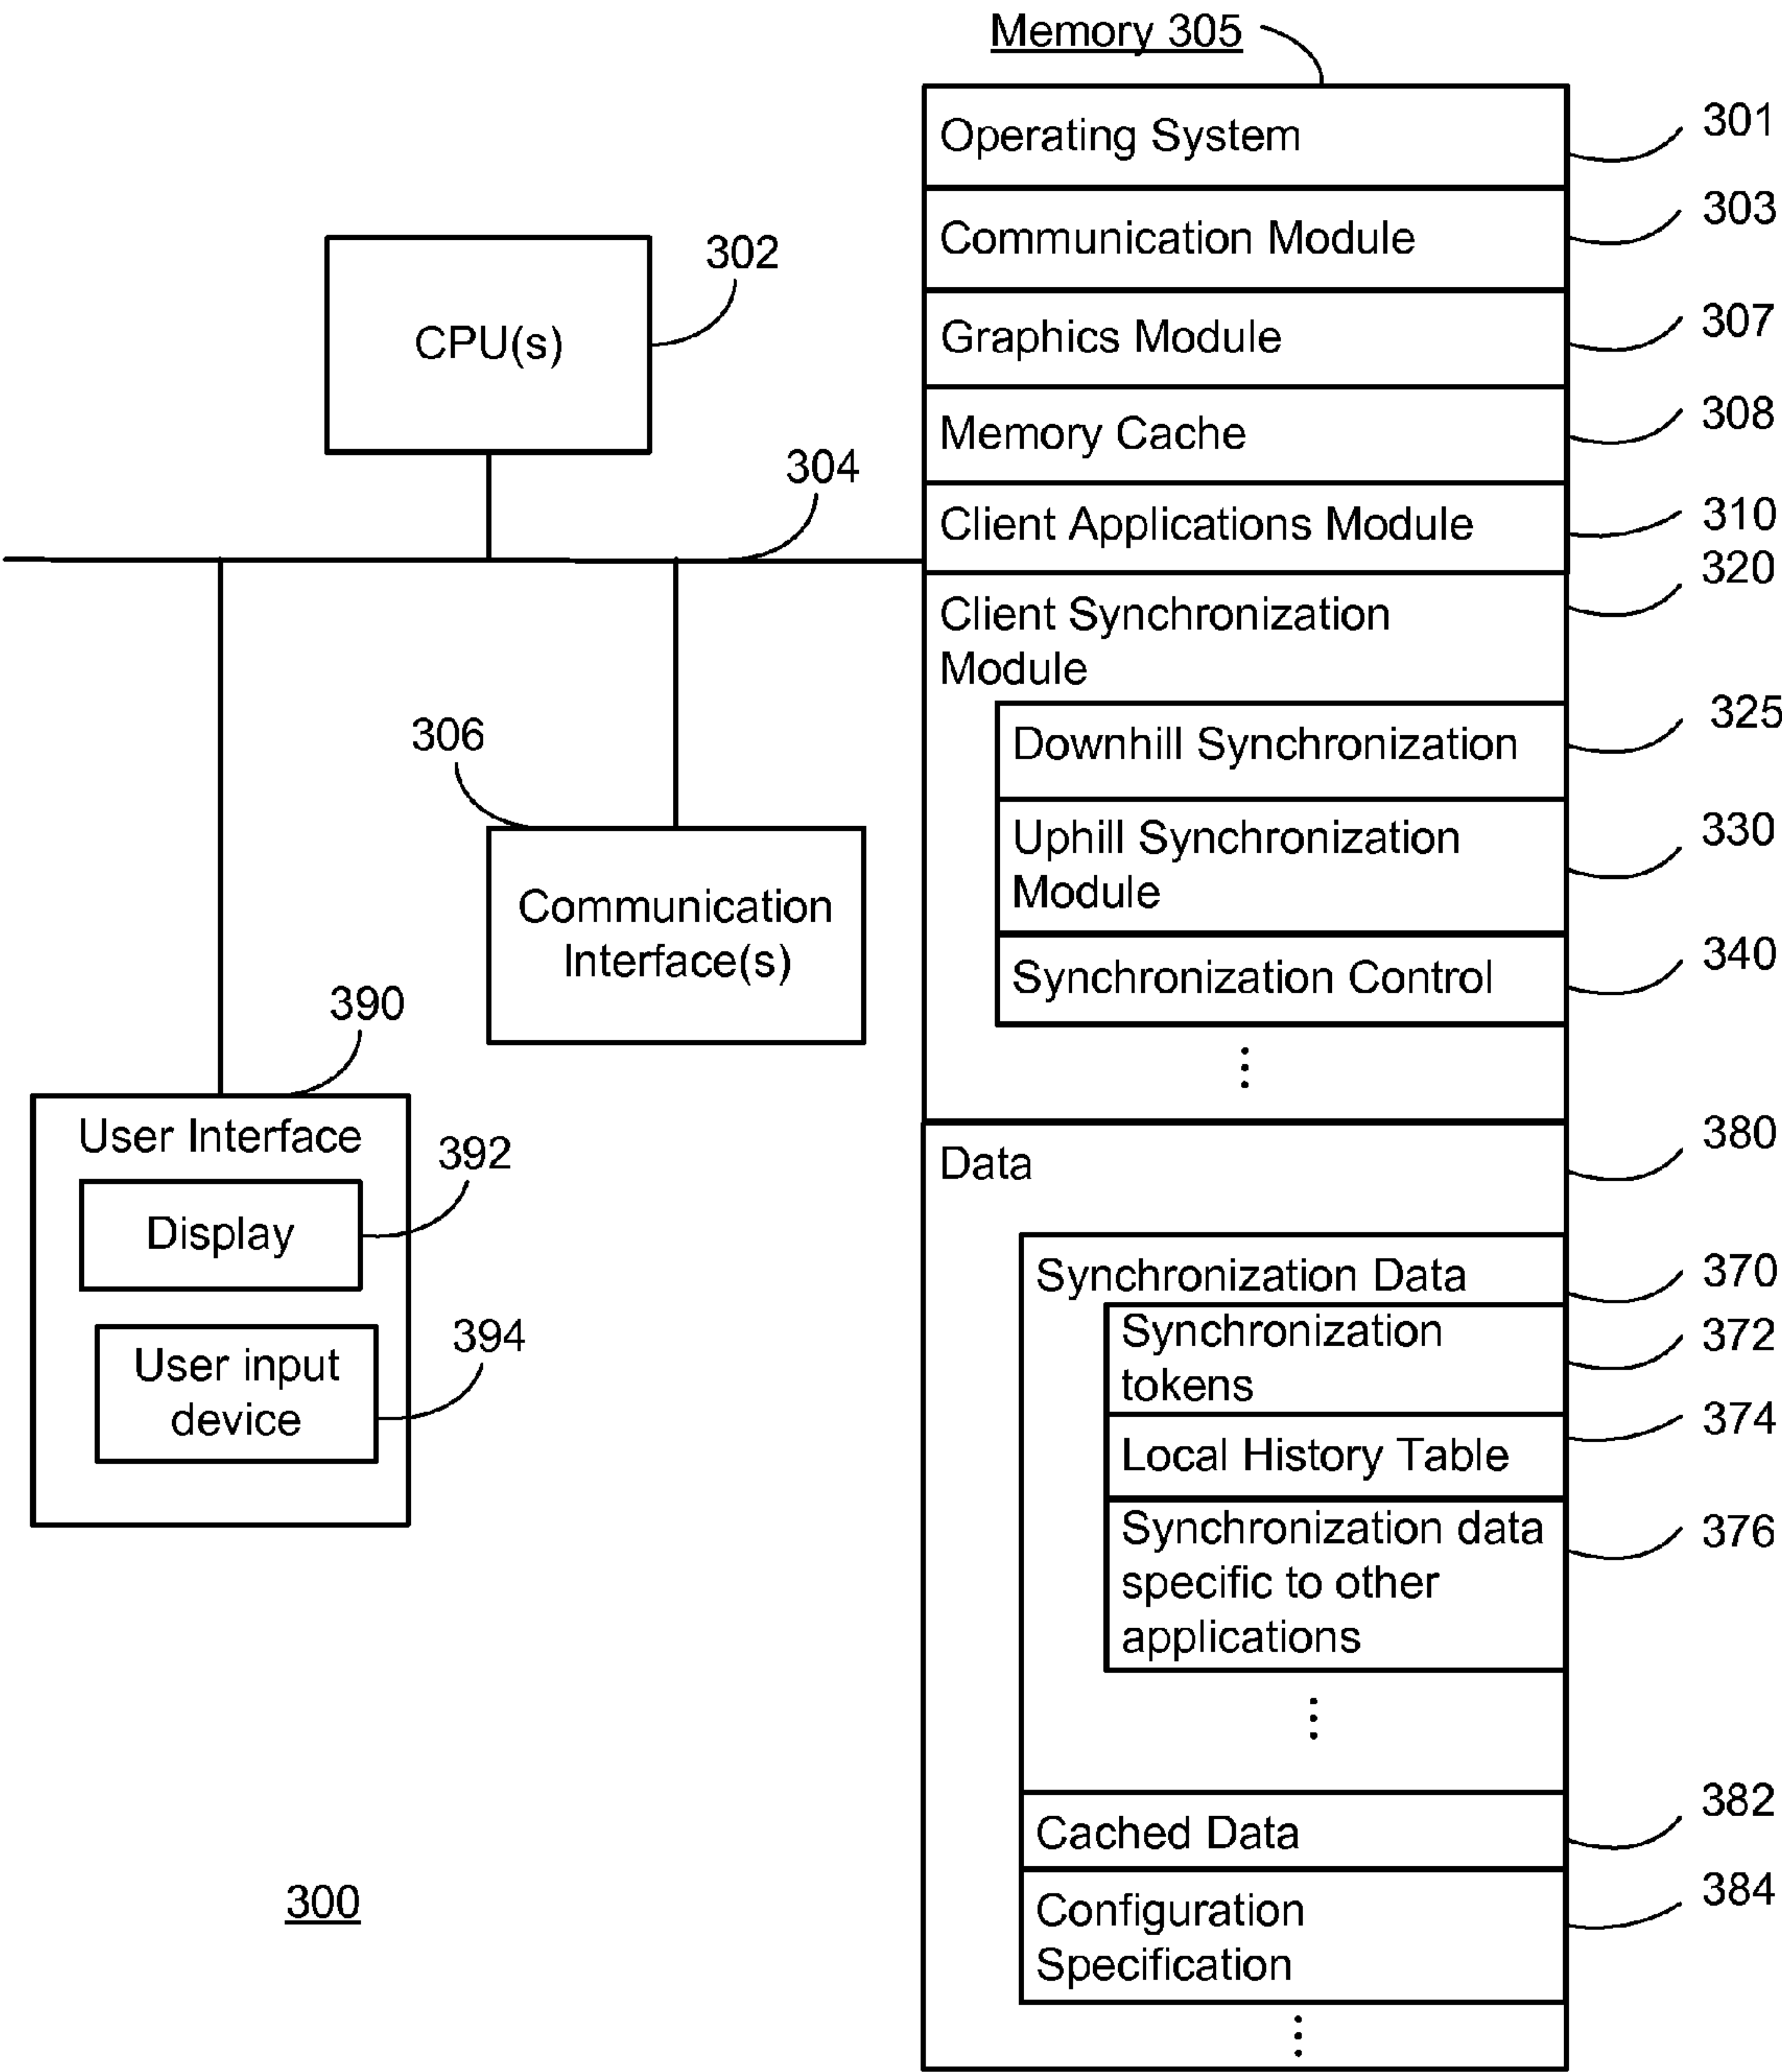 Memory 305
Operating System
301
Communication Module
303
Graphics Module
307
Memory Cache
308
Client Applications Module
310
Client Synchronization
Module
320
Downhill Synchronization
325
Uphill Synchronization
Module
330
Synchronization Control
340
Data
380
Synchronization Data
370
Synchronization
tokens
372
Local History Table
374
Synchronization data
specific to other
applications
376
Cached Data
382
Configuration
Specification
384
CPU(s)
302
304
306
Communication
Interface(s)
390
User Interface
392
Display
394
User input
device
300